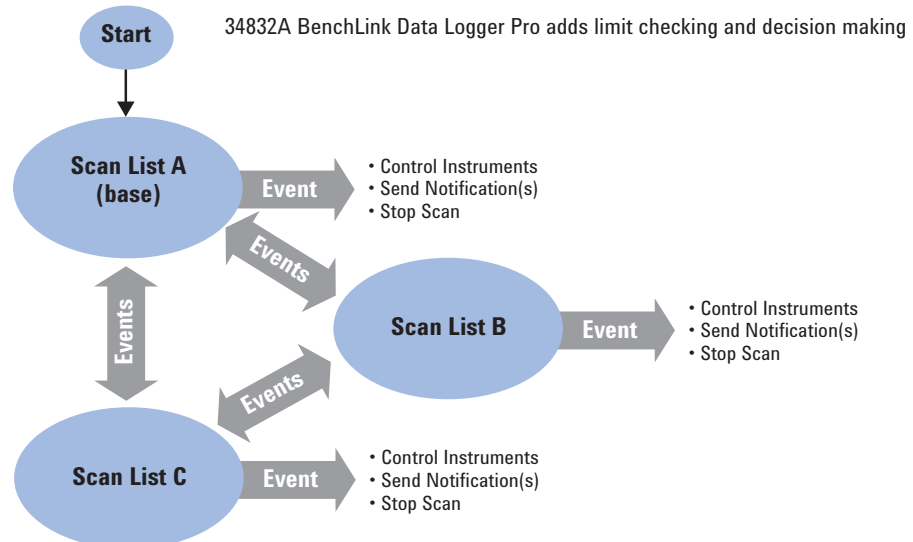 Start
34832A BenchLink Data Logger Pro adds limit checking and decision making
Scan List A
(base)
Event
• Control Instruments
• Send Notification(s)
• Stop Scan
Events
Events
Scan List B
Event
• Control Instruments
• Send Notification(s)
• Stop Scan
Events
Scan List C
Event
• Control Instruments
• Send Notification(s)
• Stop Scan